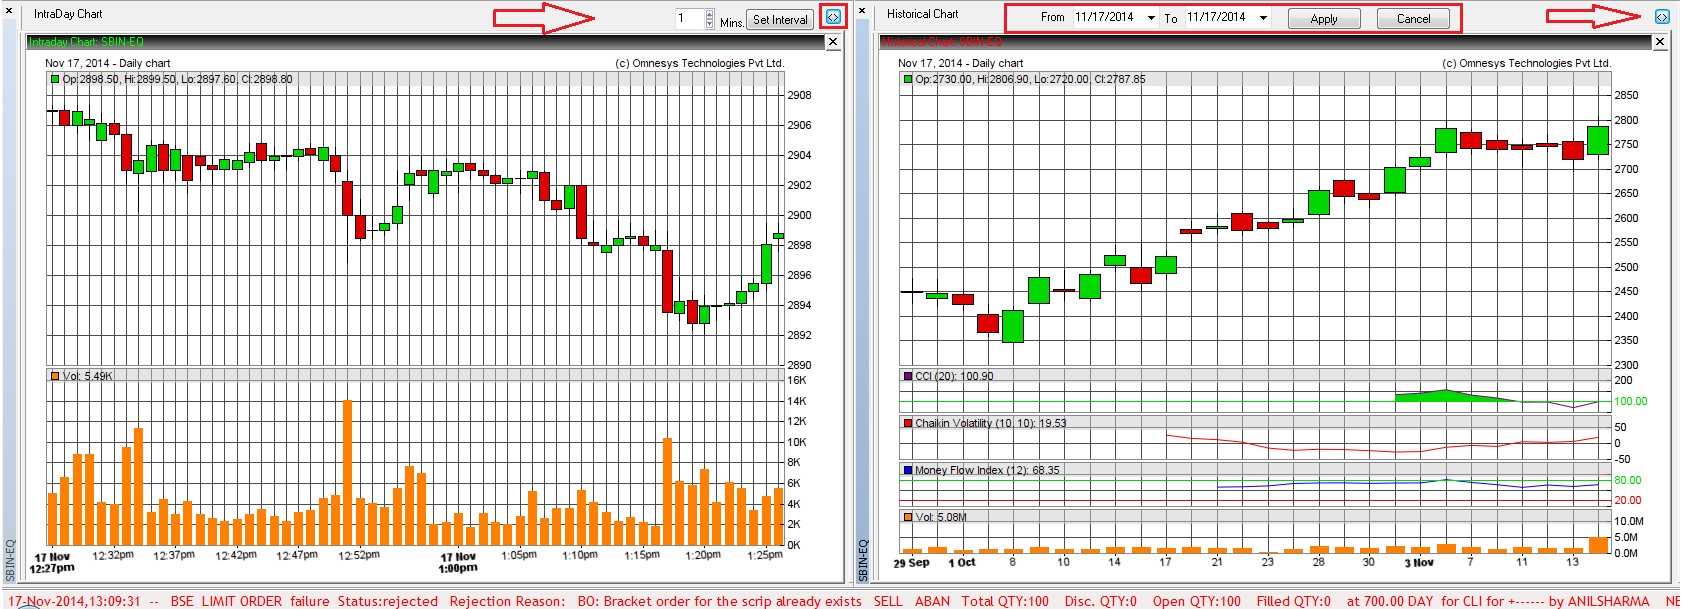 IntraDay Chart
1 Mins. Set Interval
Intraday Chart: SBIN-EQ
Nov 17, 2014 - Daily chart (c) Omnesys Technologies Pvt Ltd.
Op:2898.50, Hi:2899.50, Lo:2897.60, Cl:2898.80
2908
2906
2904
2902
2900
2898
2896
2894
2892
2890
Vol: 5.49K
16K
14K
12K
10K
8K
6K
4K
2K
0K
17 Nov 12:32pm 12:37pm 12:42pm 12:47pm 12:52pm 17 Nov 1:05pm 1:10pm 1:15pm 1:20pm 1:25pm
12:27pm 1:00pm
SBIN-EQ
Historical Chart
From 11/17/2014 To 11/17/2014 Apply Cancel
Historical Chart: SBIN-EQ
Nov 17, 2014 - Daily chart (c) Omnesys Technologies Pvt Ltd.
Op:2730.00, Hi:2806.90, Lo:2720.00, Cl:2787.85
2850
2800
2750
2700
2650
2600
2550
2500
2450
2400
2350
2300
CCI (20): 100.90
200
100.00
Chaikin Volatility (10, 10): 19.53
50
0
-50
Money Flow Index (12): 68.35
80.00
20.00
Vol: 5.08M
10.0M
5.0M
0.0M
29 Sep 1 Oct 8 10 14 17 21 23 28 30 3 Nov 7 11 13
SBIN-EQ
17-Nov-2014,13:09:31 -- BSE LIMIT ORDER failure Status:rejected Rejection Reason: BO: Bracket order for the scrip already exists SELL ABAN Total QTY:100 Disc. QTY:0 Open QTY:100 Filled QTY:0 at 700.00 DAY for CLI for +------ by ANILSHARMA NE